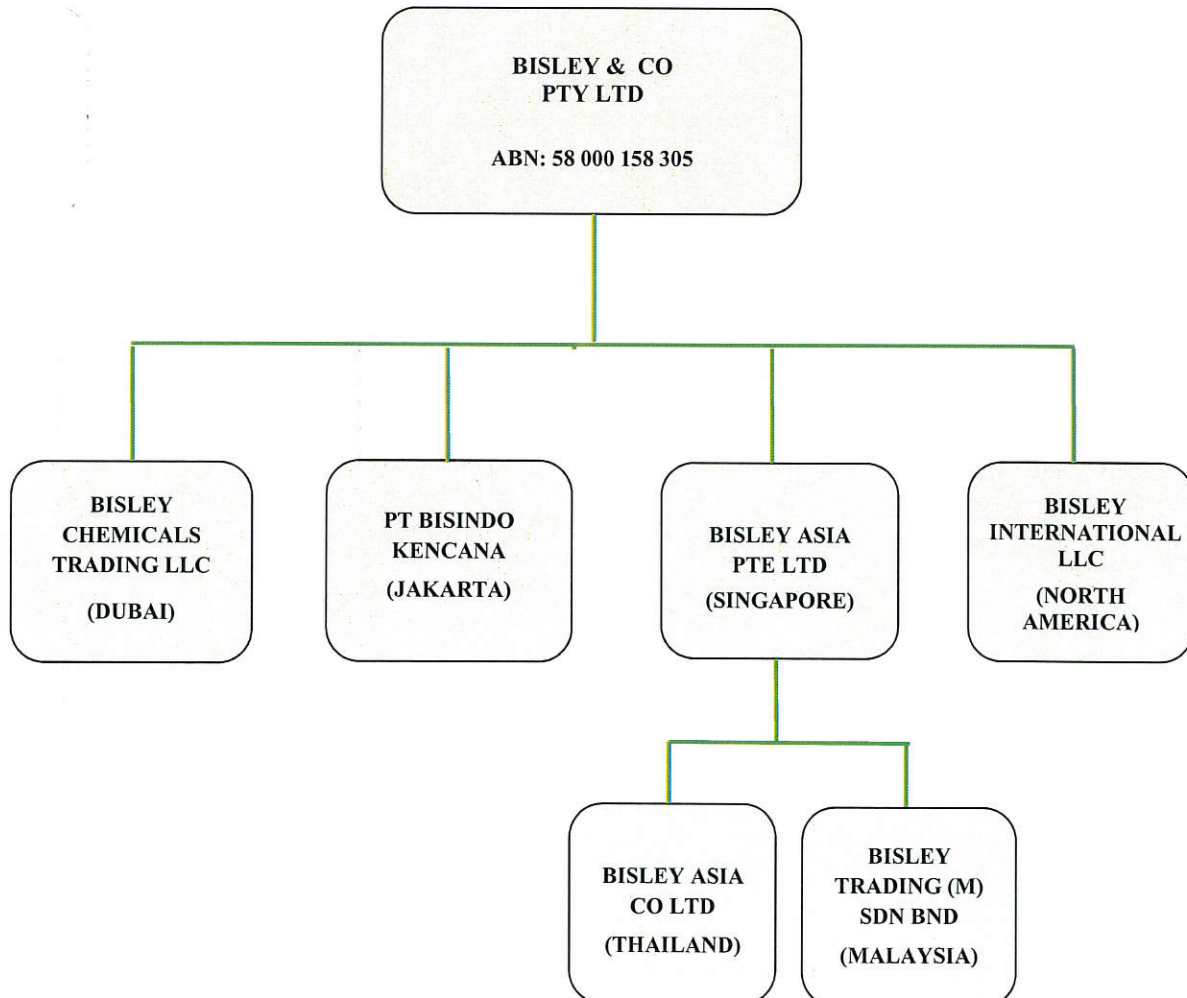 BISLEY & CO
PTY LTD
ABN: 58 000 158 305
BISLEY
CHEMICALS
TRADING LLC
(DUBAI)
PT BISINDO
KENCANA
(JAKARTA)
BISLEY ASIA
PTE LTD
(SINGAPORE)
BISLEY
INTERNATIONAL
LLC
(NORTH
AMERICA)
BISLEY ASIA
CO LTD
(THAILAND)
BISLEY
TRADING (M)
SDN BND
(MALAYSIA)